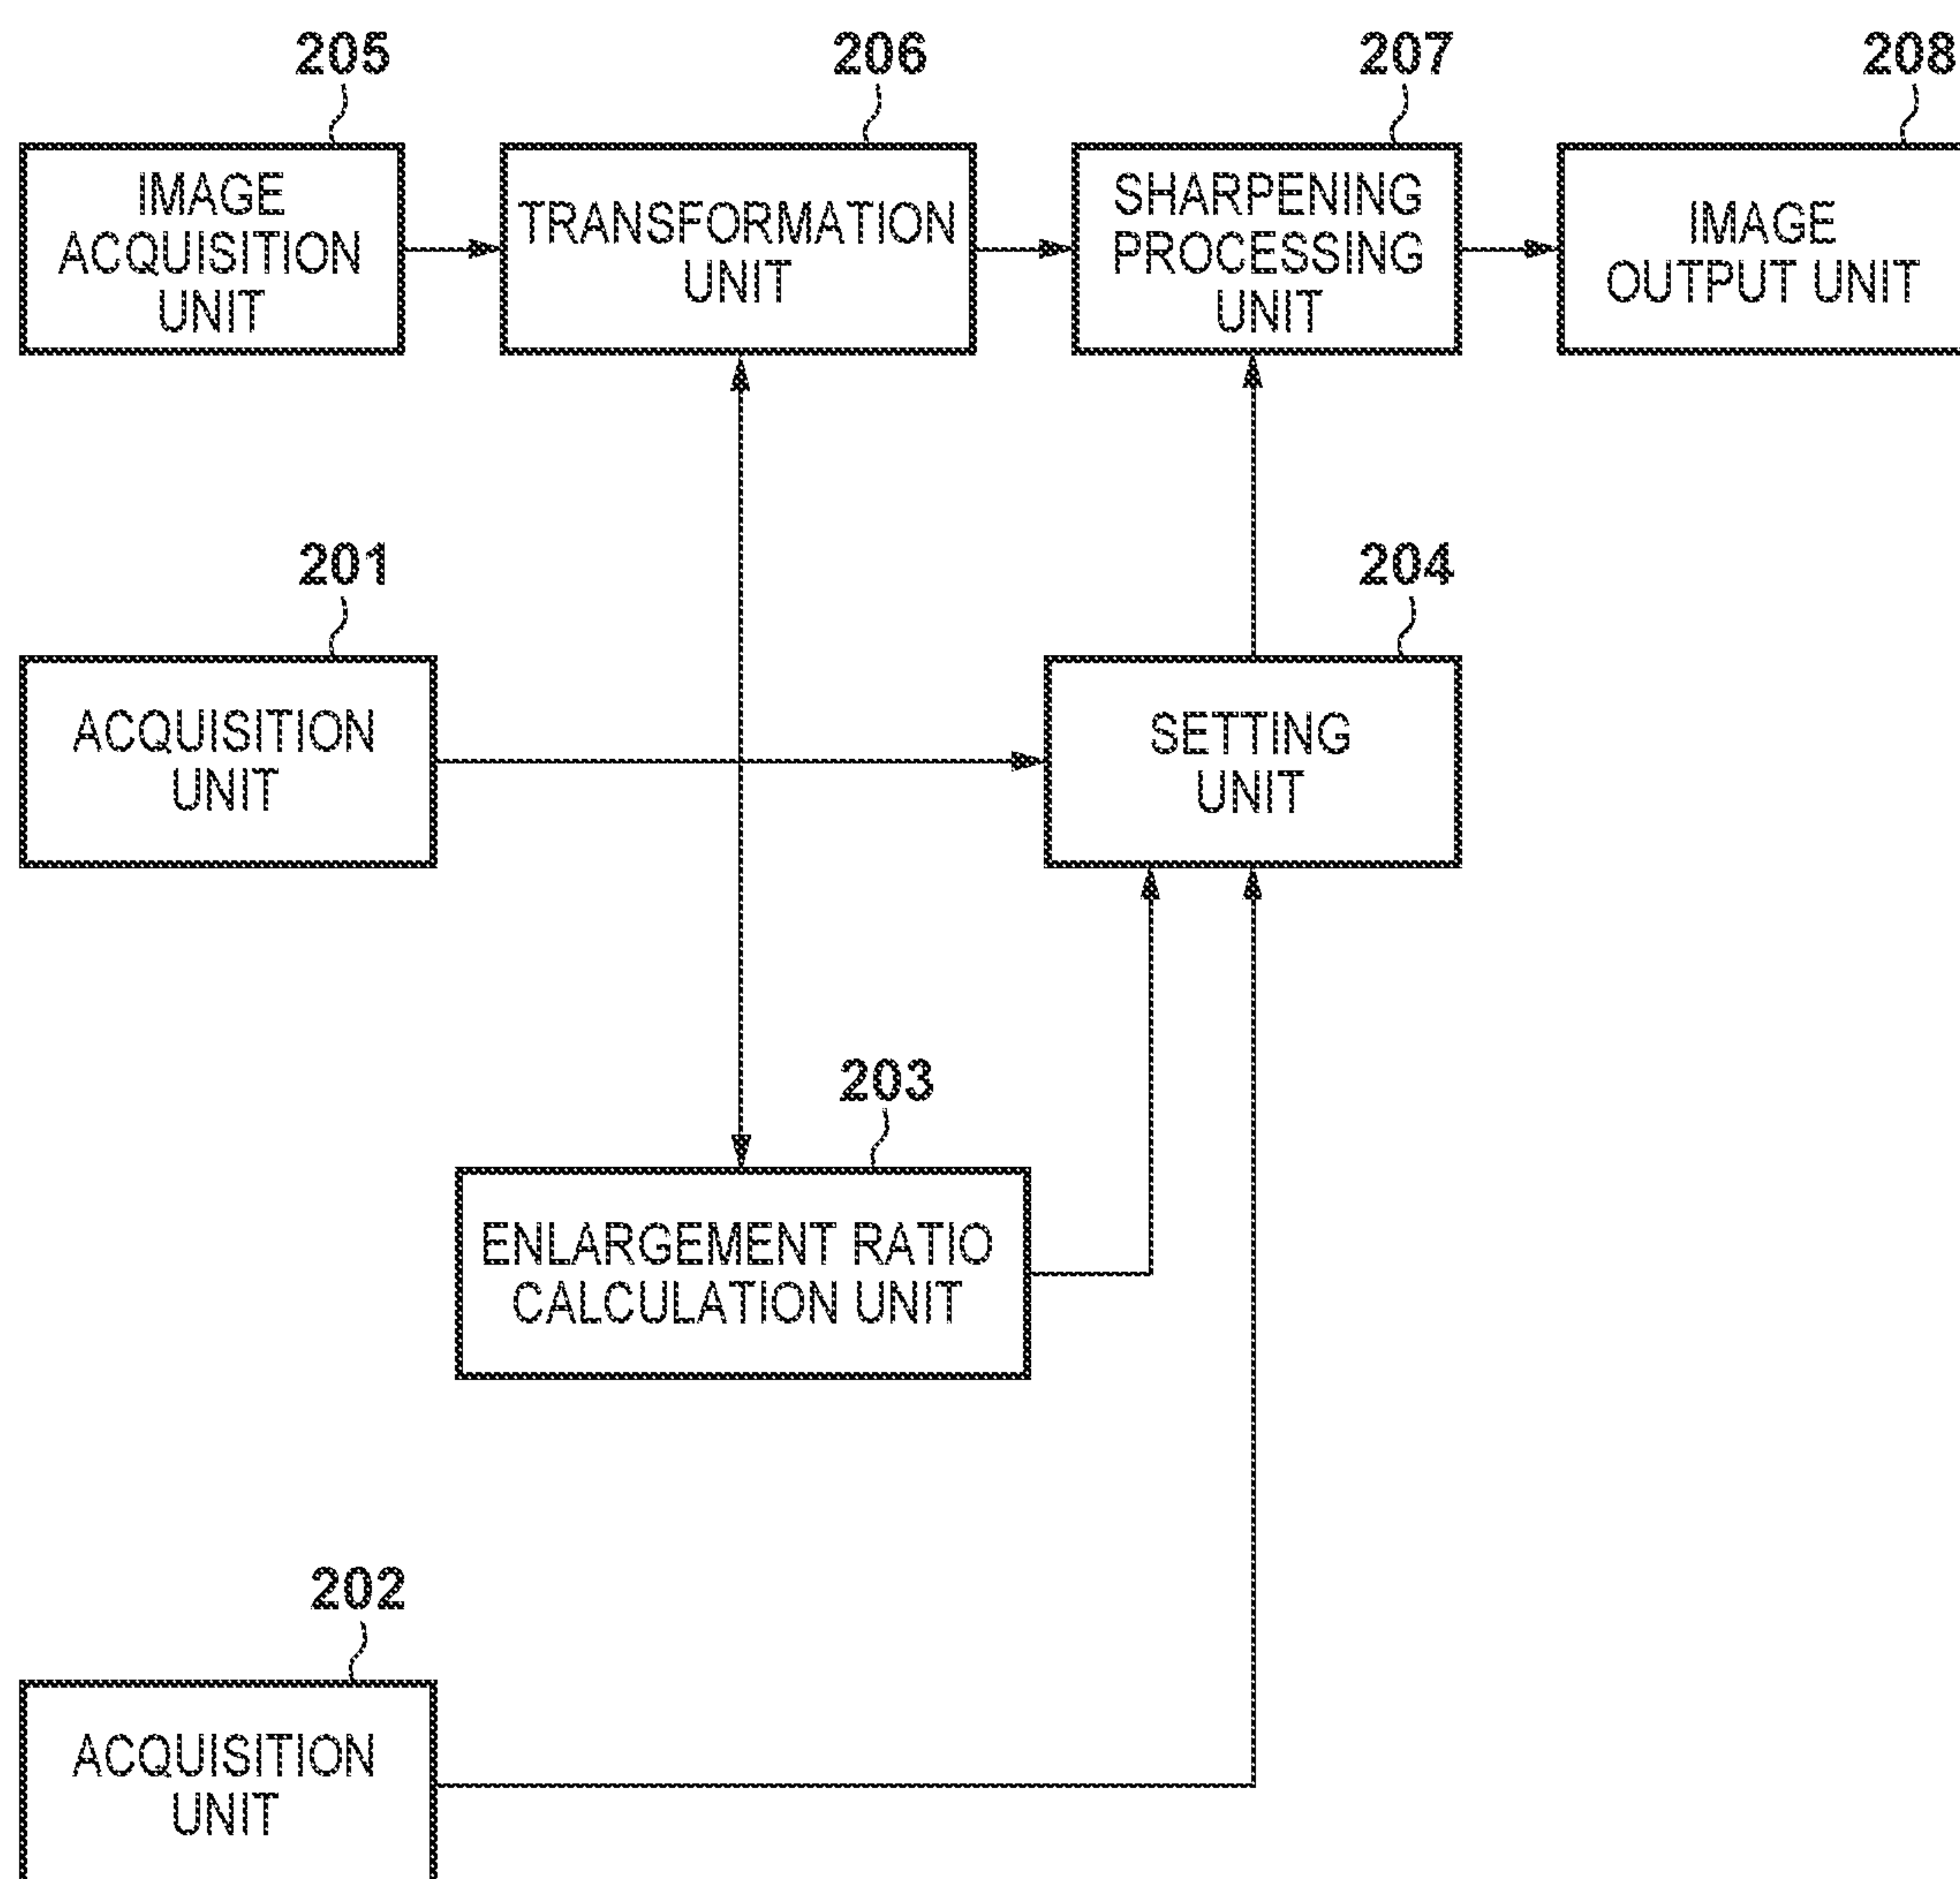 205
206
207
208
IMAGE
ACQUISITION
UNIT
TRANSFORMATION
UNIT
SHARPENING
PROCESSING
UNIT
IMAGE
OUTPUT UNIT
201
204
ACQUISITION
UNIT
SETTING
UNIT
203
ENLARGEMENT RATIO
CALCULATION UNIT
202
ACQUISITION
UNIT